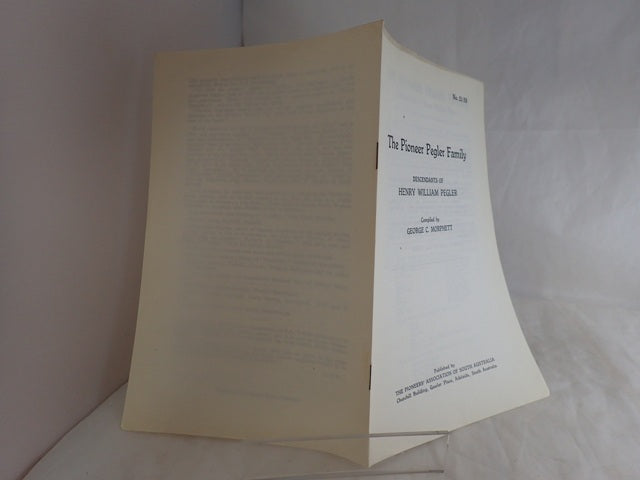 The Pioneer Pegler Family
DESCENDANTS OF
HENRY WILLIAM PEGLER
Compiled by
GEORGE C. MORPHETT
Published by
THE PIONEERS' ASSOCIATION OF SOUTH AUSTRALIA
Churchill Building, Gawler Place, Adelaide, South Australia.